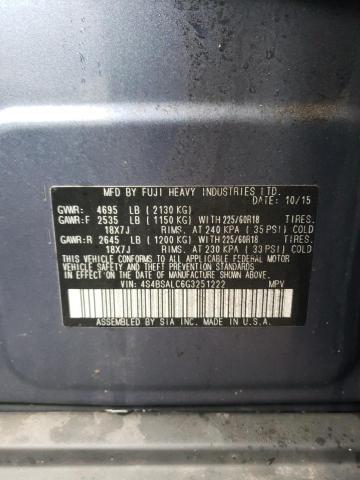 MFD BY FUJI HEAVY INDUSTRIES LTD.
DATE: 10/15
GVWR: 4695 LB (2130 KG)
GAWR:F 2535 LB (1150 KG) WITH 225/60R18 TIRES.
18X7J RIMS. AT 240 KPA (35 PSI) COLD
GAWR:R 2645 LB (1200 KG) WITH 225/60R18 TIRES.
18X7J RIMS. AT 230 KPA (33 PSI) COLD
THIS VEHICLE CONFORMS TO ALL APPLICABLE FEDERAL MOTOR
VEHICLE SAFETY AND THEFT PREVENTION STANDARDS IN EFFECT
ON THE DATE OF MANUFACTURE SHOWN ABOVE.
VIN: 4S4BSALC6G3251222 MPV
ASSEMBLED BY SIA INC. IN U.S.A.